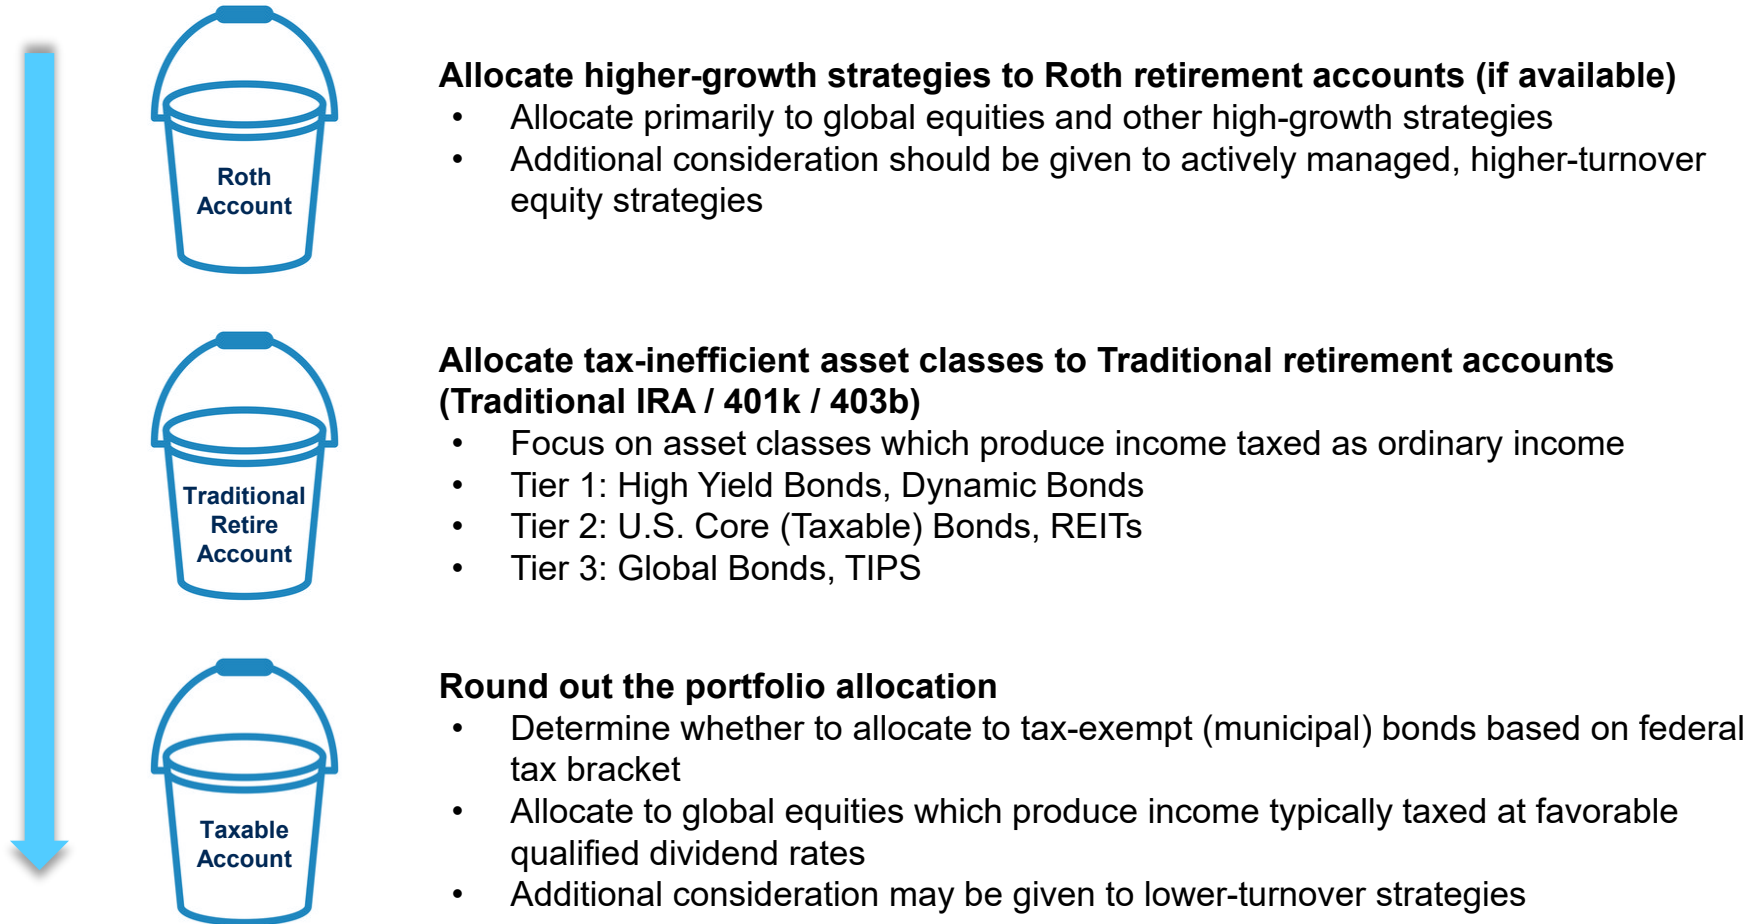 Roth
Account
Allocate higher-growth strategies to Roth retirement accounts (if available)
• Allocate primarily to global equities and other high-growth strategies
• Additional consideration should be given to actively managed, higher-turnover
equity strategies
Traditional
Retire
Account
Allocate tax-inefficient asset classes to Traditional retirement accounts
(Traditional IRA / 401k / 403b)
• Focus on asset classes which produce income taxed as ordinary income
• Tier 1: High Yield Bonds, Dynamic Bonds
• Tier 2: U.S. Core (Taxable) Bonds, REITs
• Tier 3: Global Bonds, TIPS
Taxable
Account
Round out the portfolio allocation
• Determine whether to allocate to tax-exempt (municipal) bonds based on federal
tax bracket
• Allocate to global equities which produce income typically taxed at favorable
qualified dividend rates
• Additional consideration may be given to lower-turnover strategies